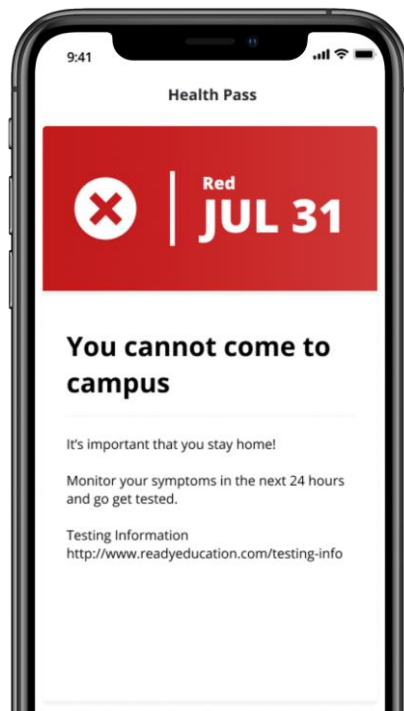 9:41
Health Pass
Red
JUL 31
You cannot come to
campus
It's important that you stay home!
Monitor your symptoms in the next 24 hours
and go get tested.
Testing Information
http://www.readyeducation.com/testing-info